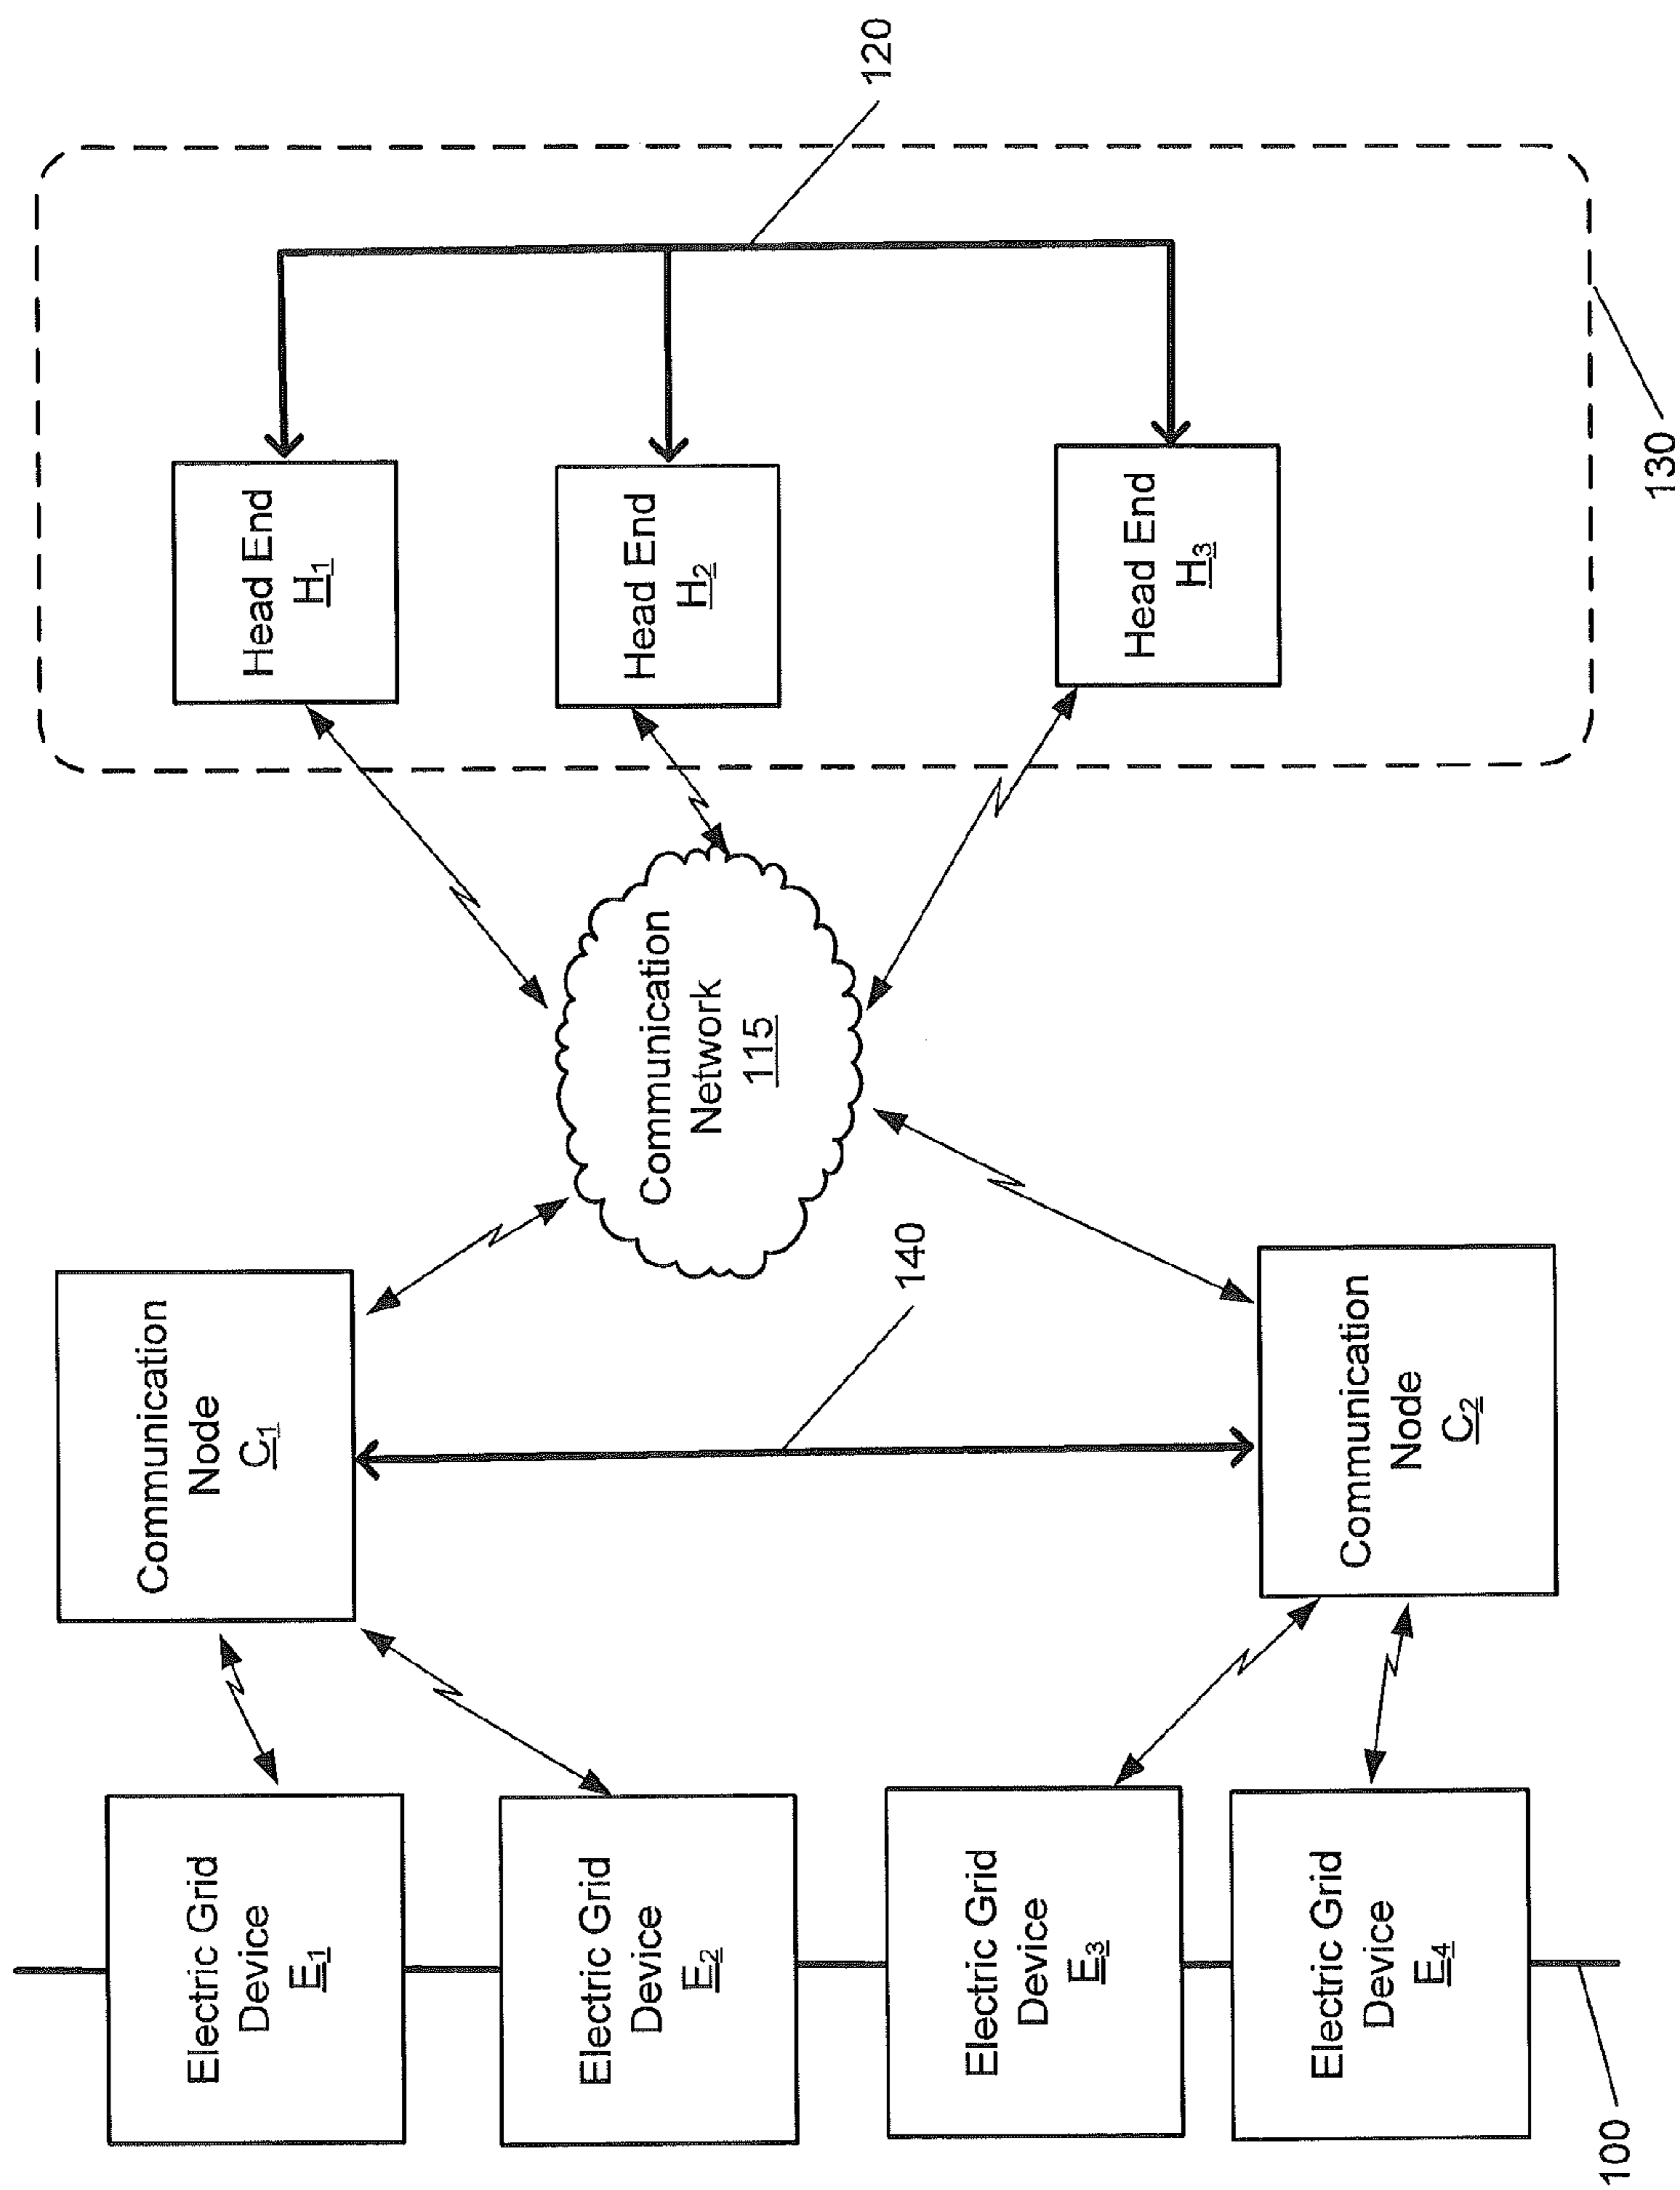 Electric Grid
Device
E1
Electric Grid
Device
E2
Electric Grid
Device
E3
Electric Grid
Device
E4
100
Communication
Node
C1
Communication
Node
C2
140
Communication
Network
115
Head End
H1
Head End
H2
Head End
H3
120
130